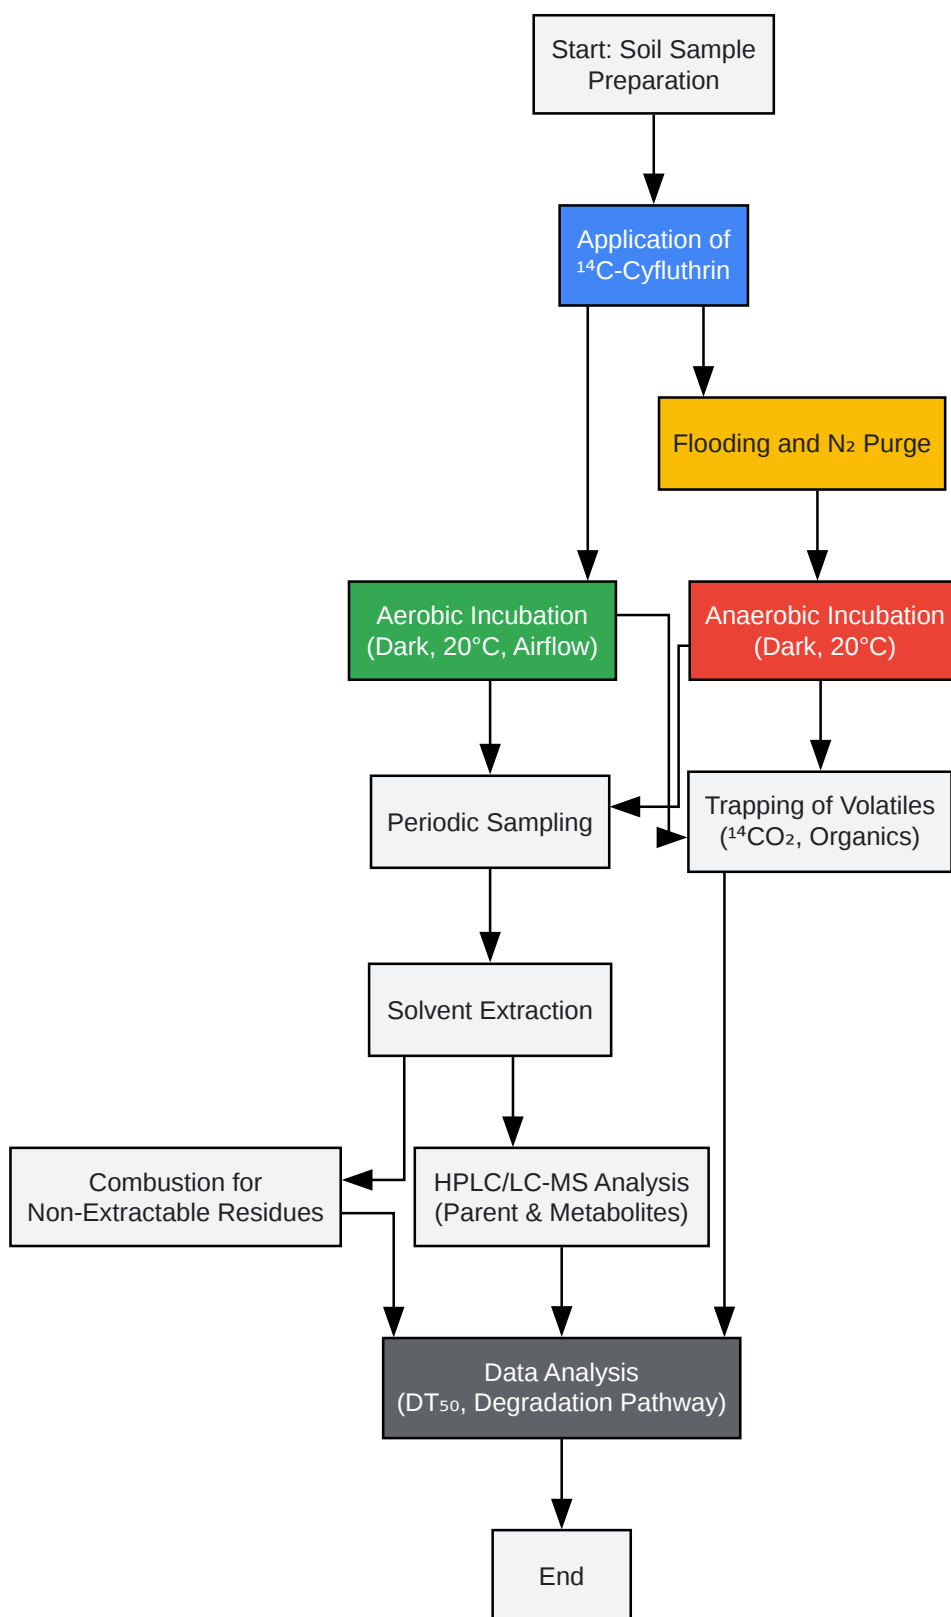 Start: Soil Sample
Preparation
Application of
¹⁴C-Cyfluthrin
Flooding and N₂ Purge
Aerobic Incubation
(Dark, 20°C, Airflow)
Anaerobic Incubation
(Dark, 20°C)
Periodic Sampling
Trapping of Volatiles
(¹⁴CO₂, Organics)
Solvent Extraction
Combustion for
Non-Extractable Residues
HPLC/LC-MS Analysis
(Parent & Metabolites)
Data Analysis
(DT₅₀, Degradation Pathway)
End